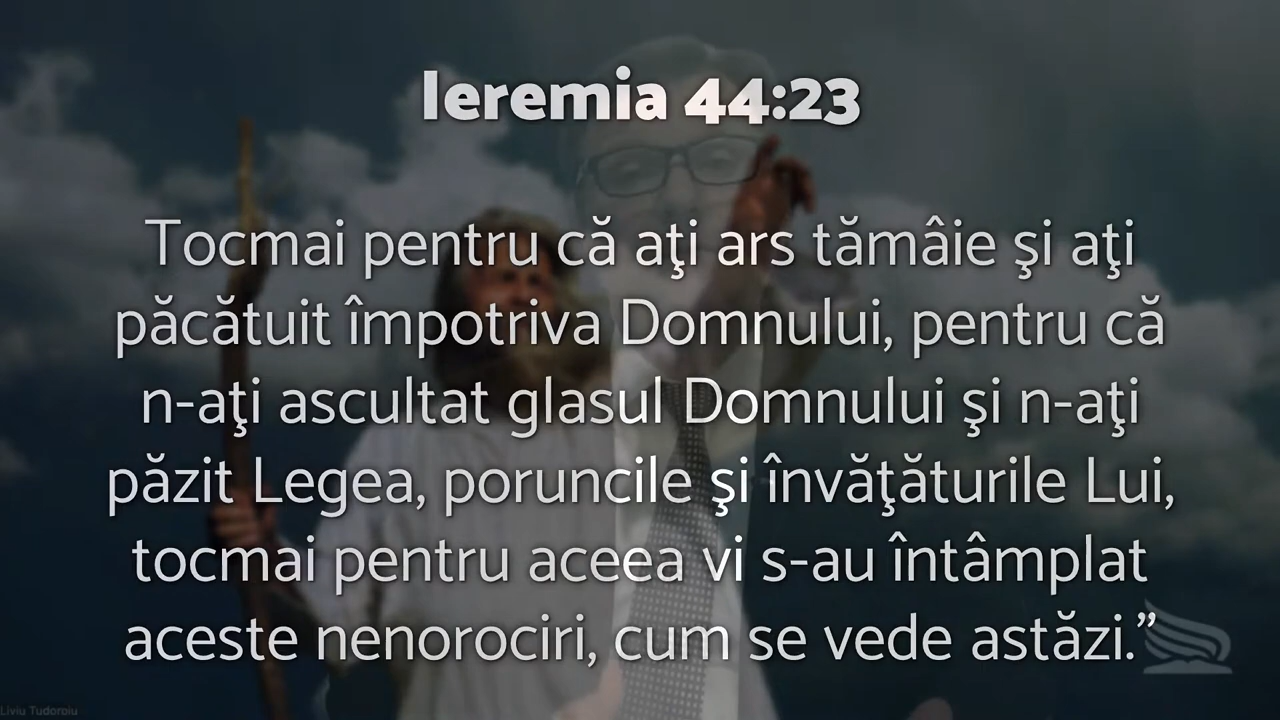 Ieremia 44:23
Tocmai pentru că aţi ars tămâie şi aţi
păcătuit împotriva Domnului, pentru că
n-aţi ascultat glasul Domnului şi n-aţi
păzit Legea, poruncile şi învăţăturile Lui,
tocmai pentru aceea vi s-au întâmplat
aceste nenorociri, cum se vede astăzi.”
Liviu Tudoroiu